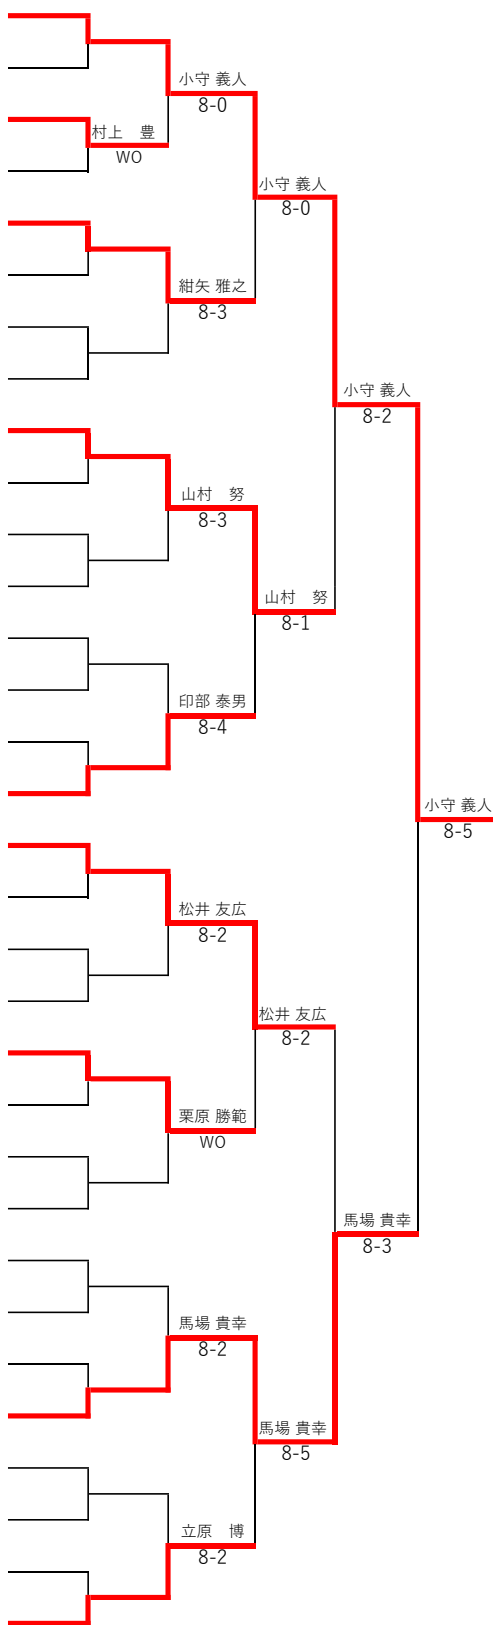 小守 義人
8-0
村上　豊
WO
小守 義人
8-0
紺矢 雅之
8-3
小守 義人
8-2
山村　努
8-3
山村　努
8-1
印部 泰男
8-4
小守 義人
8-5
松井 友広
8-2
松井 友広
8-2
栗原 勝範
WO
馬場 貴幸
8-3
馬場 貴幸
8-2
馬場 貴幸
8-5
立原　博
8-2